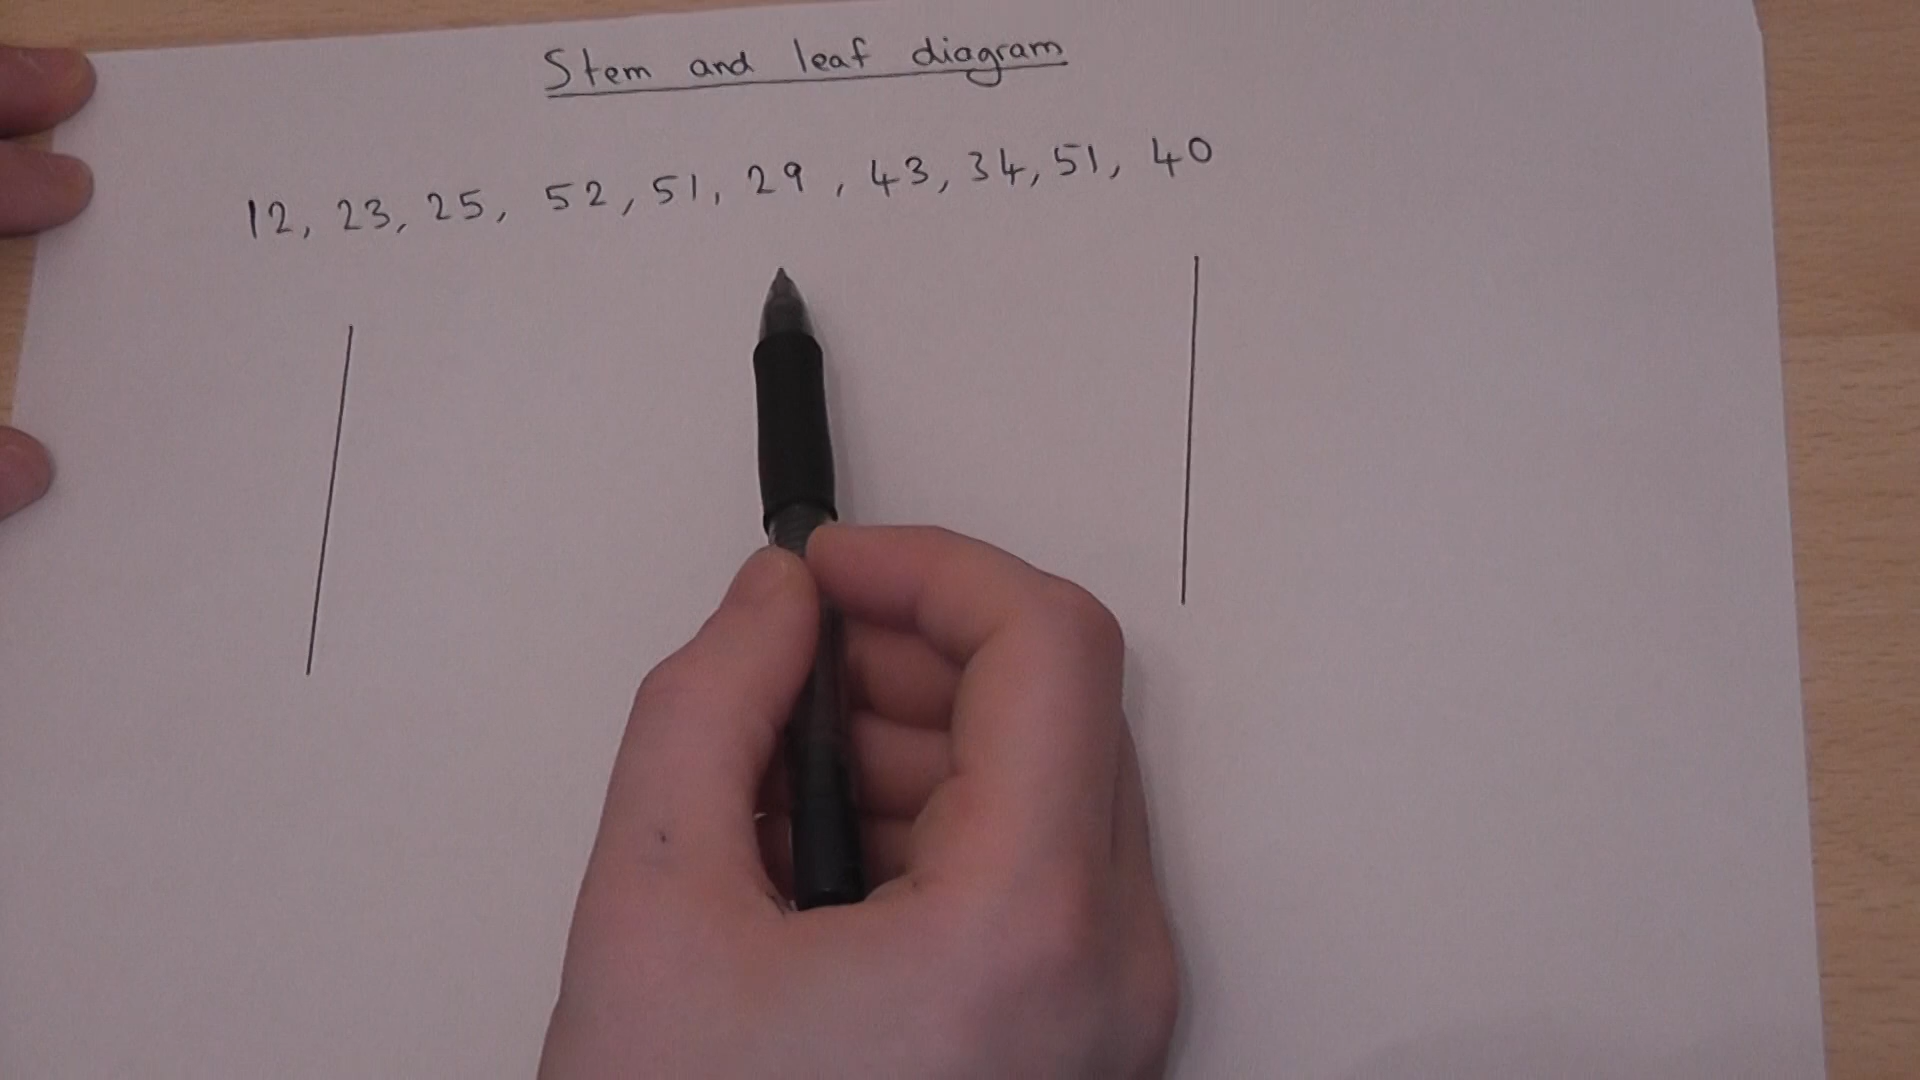 Stem and leaf diagram
12, 23, 25, 52, 51, 29, 43, 34, 51, 40